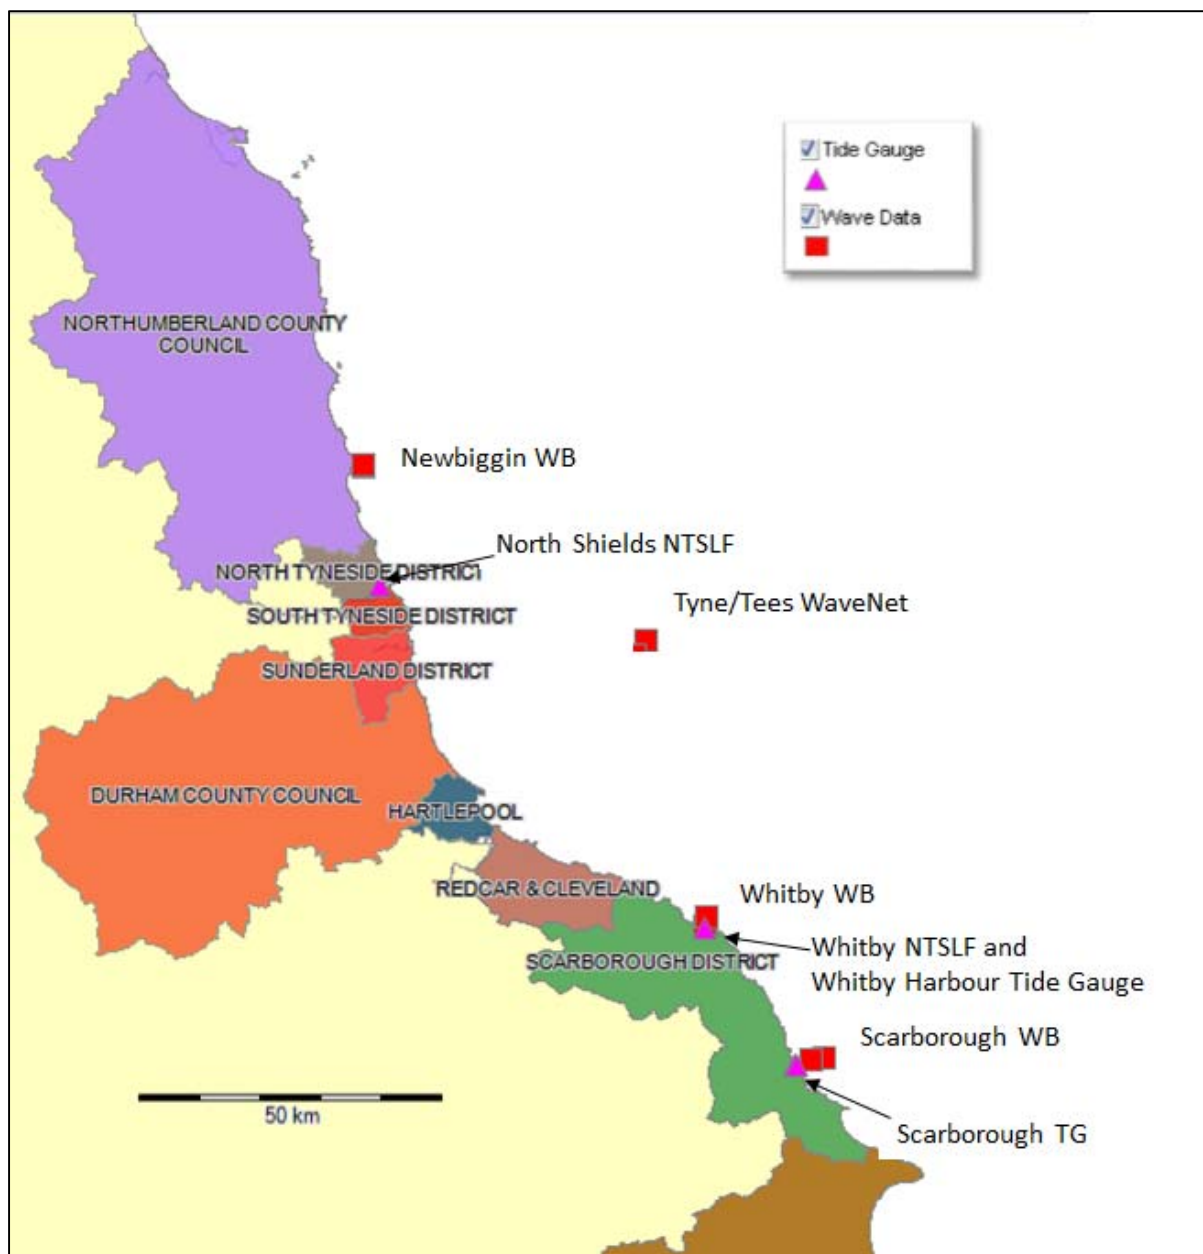 Tide Gauge
Wave Data
NORTHUMBERLAND COUNTY
COUNCIL
Newbiggin WB
North Shields NTSLF
NORTH TYNESIDE DISTRICT
Tyne/Tees WaveNet
SOUTH TYNESIDE DISTRICT
SUNDERLAND DISTRICT
DURHAM COUNTY COUNCIL
HARTLEPOOL
REDCAR & CLEVELAND
Whitby WB
Whitby NTSLF and
Whitby Harbour Tide Gauge
SCARBOROUGH DISTRICT
Scarborough WB
50 km
Scarborough TG